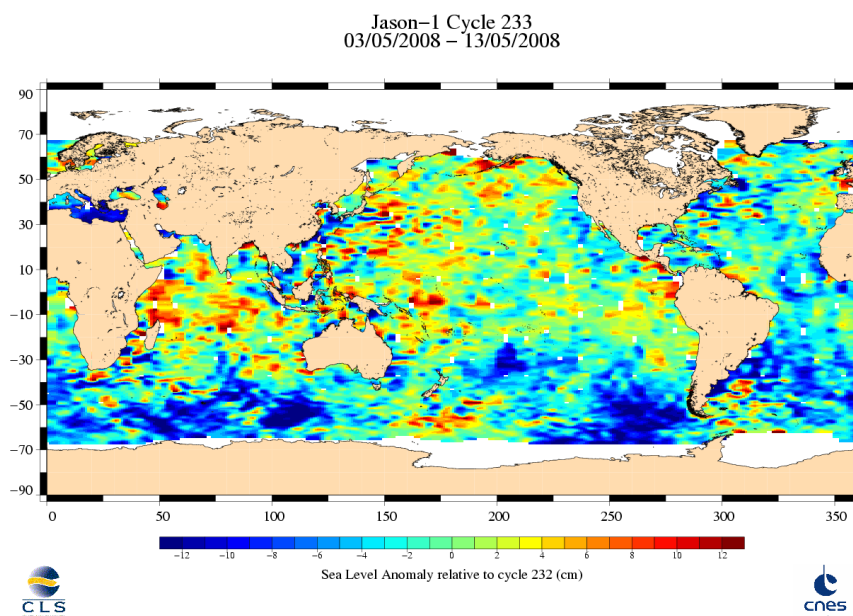 Jason−1 Cycle 233
03/05/2008 − 13/05/2008
90
70
50
30
10
−10
−30
−50
−70
−90
0 50 100 150 200 250 300 350
−12 −10 −8 −6 −4 −2 0 2 4 6 8 10 12
Sea Level Anomaly relative to cycle 232 (cm)
CLS
cnes